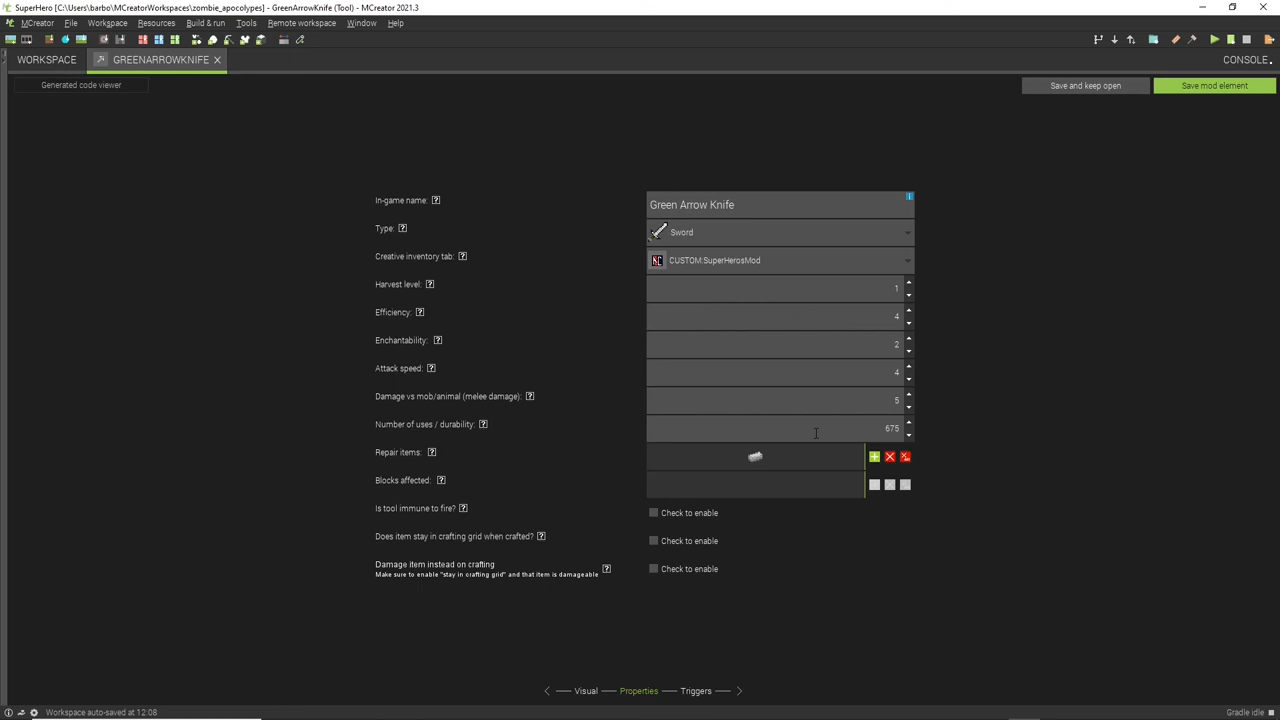 SuperHero [C:\Users\barbo\MCreatorWorkspaces\zombie_apocolypes] - GreenArrowKnife (Tool) - MCreator 2021.3
MCreator File Workspace Resources Build & run Tools Remote workspace Window Help
WORKSPACE GREENARROWKNIFE CONSOLE
Generated code viewer Save and keep open Save mod element
In-game name: Green Arrow Knife
Type: Sword
Creative inventory tab: CUSTOM:SuperHerosMod
Harvest level: 1
Efficiency: 4
Enchantability: 2
Attack speed: 4
Damage vs mob/animal (melee damage): 5
Number of uses / durability: 675
Repair items:
Blocks affected:
Is tool immune to fire? Check to enable
Does item stay in crafting grid when crafted? Check to enable
Damage item instead on crafting Check to enable
Make sure to enable "stay in crafting grid" and that item is damageable
Visual Properties Triggers
Workspace auto-saved at 12:08 Gradle idle